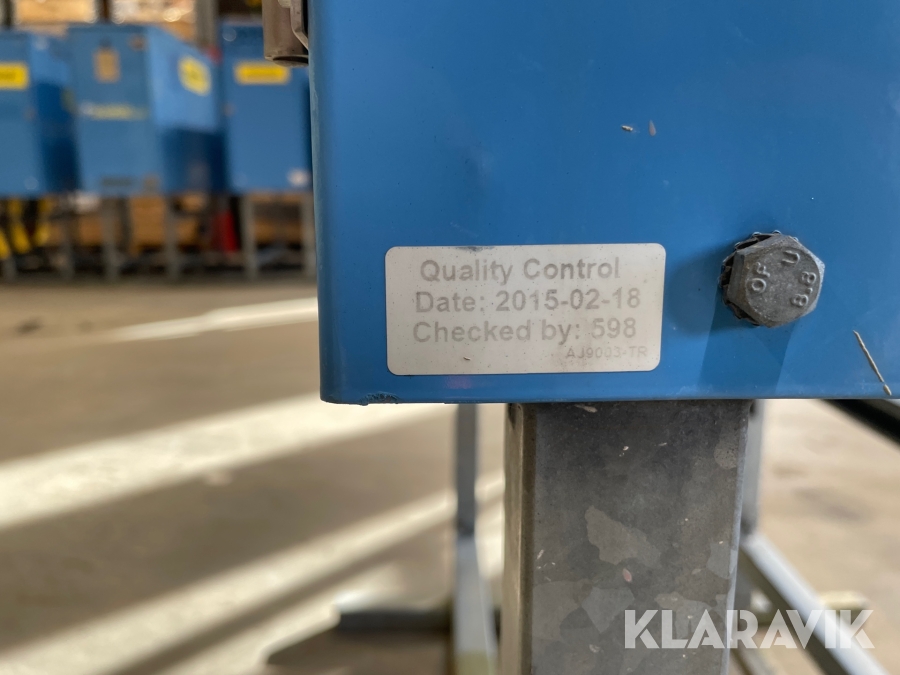 Quality Control
Date: 2015-02-18
Checked by: 598
AJ9003-TR
OF U
8.8
KLARAVIK